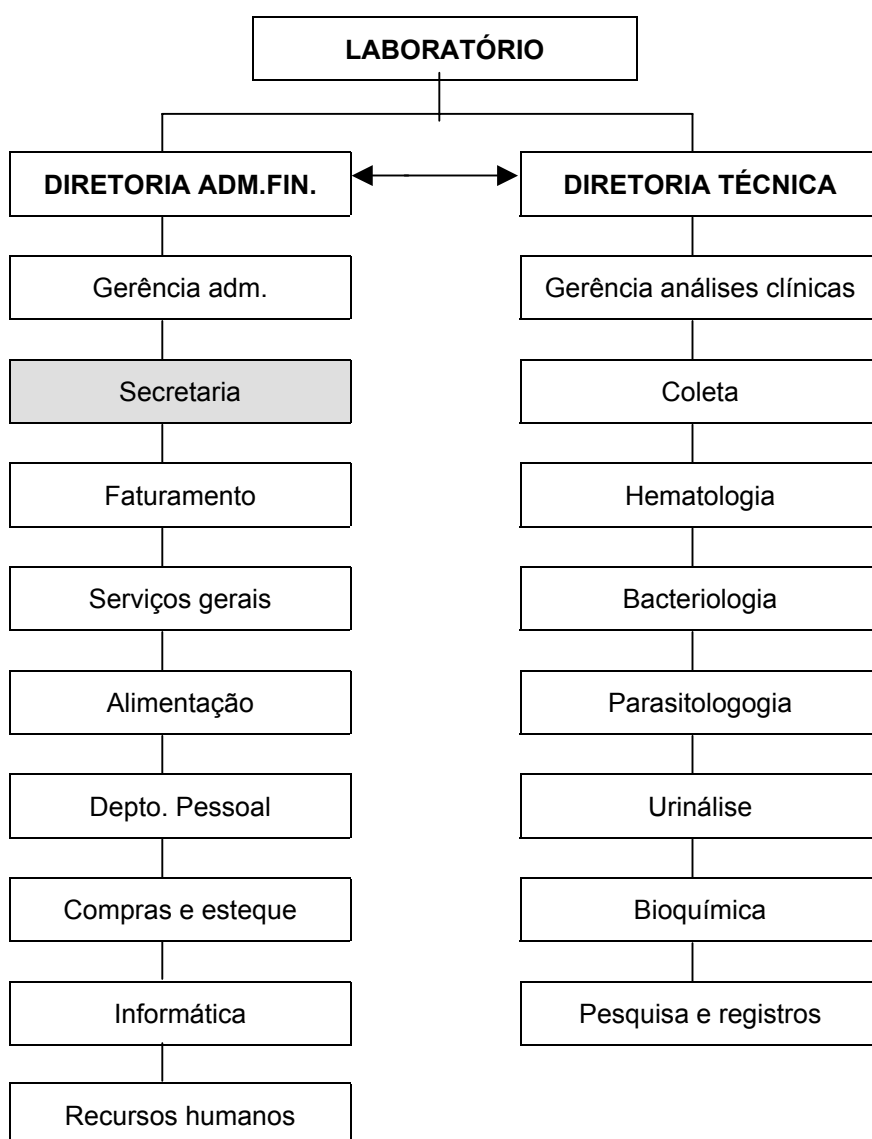 LABORATÓRIO
DIRETORIA ADM.FIN.
DIRETORIA TÉCNICA
Gerência adm.
Gerência análises clínicas
Secretaria
Coleta
Faturamento
Hematologia
Serviços gerais
Bacteriologia
Alimentação
Parasitologogia
Depto. Pessoal
Urinálise
Compras e esteque
Bioquímica
Informática
Pesquisa e registros
Recursos humanos